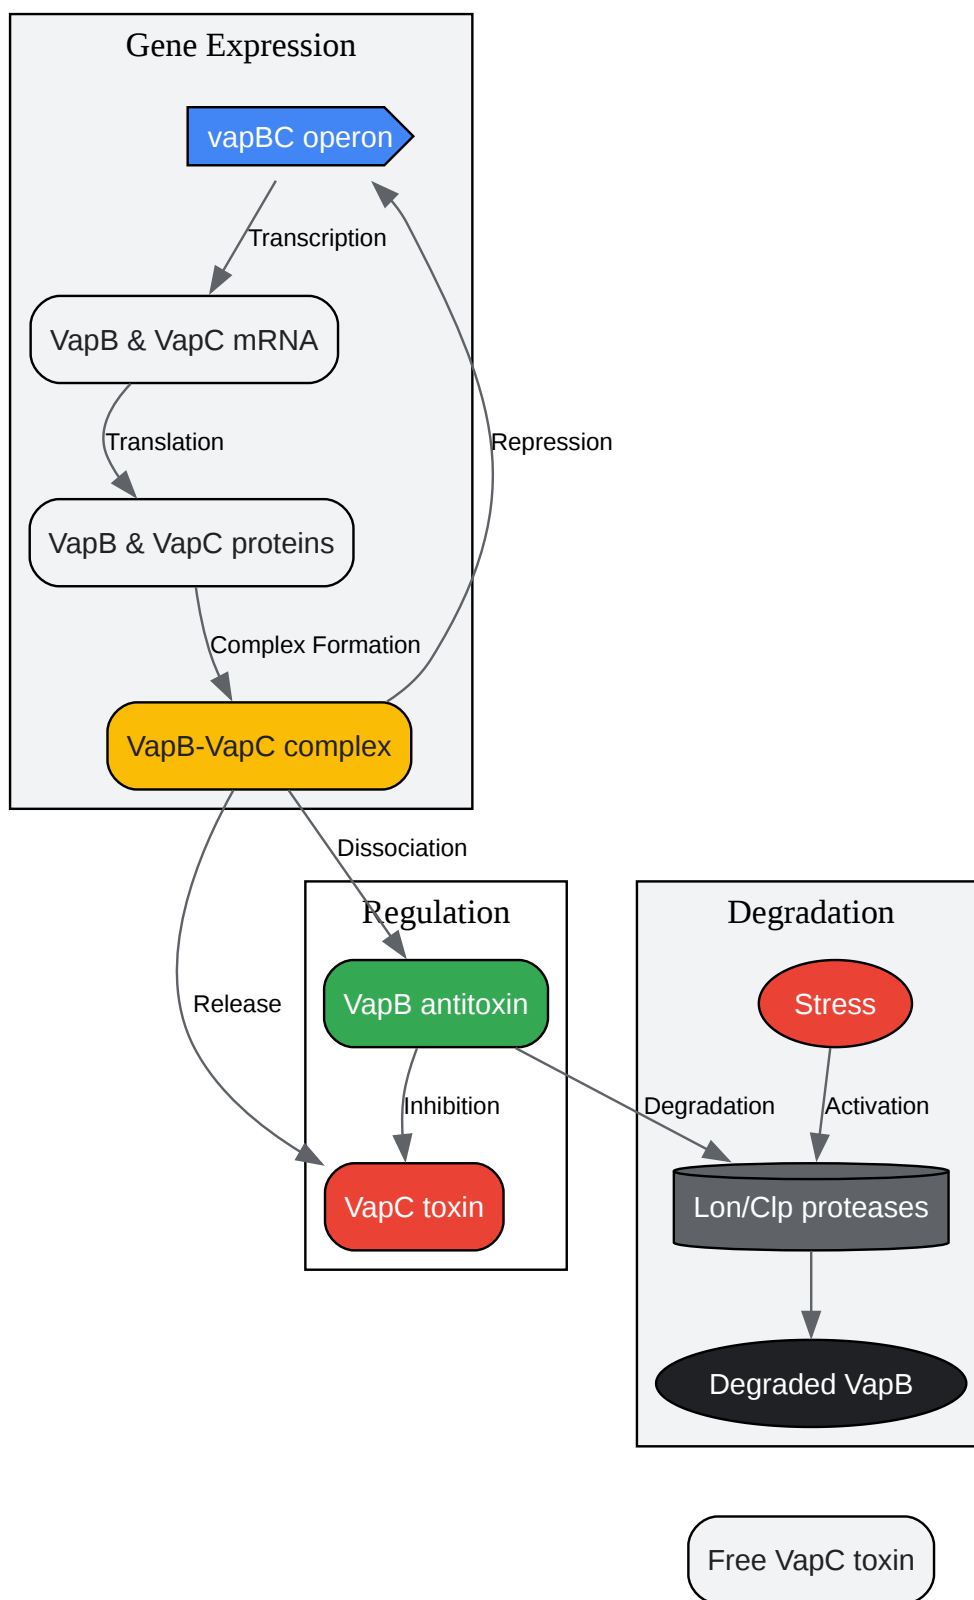 Gene Expression
vapBC operon
Transcription
VapB & VapC mRNA
Translation
Repression
VapB & VapC proteins
Complex Formation
VapB-VapC complex
Dissociation
Regulation
Degradation
VapB antitoxin
Stress
Release
Inhibition
Degradation
Activation
VapC toxin
Lon/Clp proteases
Degraded VapB
Free VapC toxin